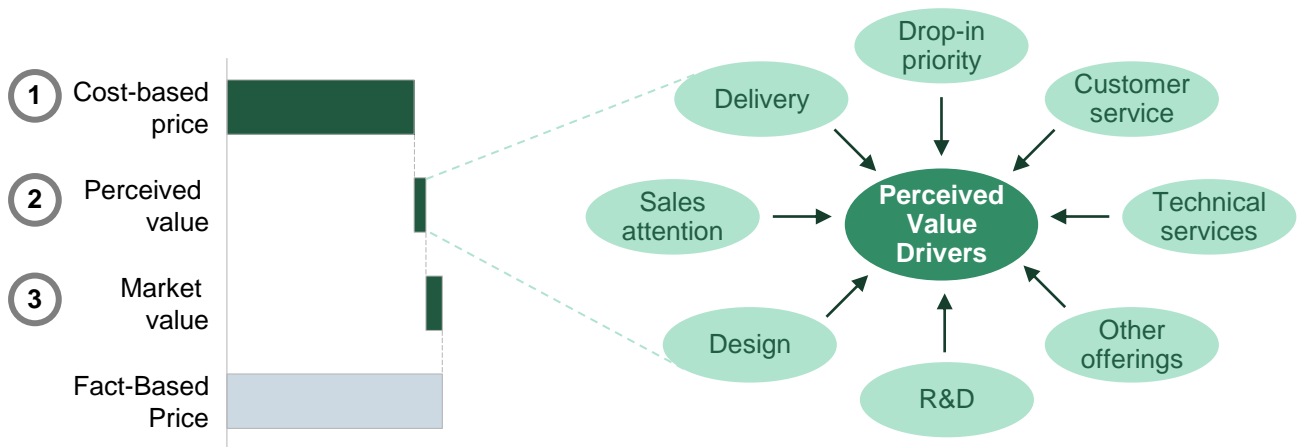 1
Cost-based
price
2
Perceived
value
3
Market
value
Fact-Based
Price
Drop-in
priority
Delivery
Customer
service
Sales
attention
Perceived
Value
Drivers
Technical
services
Design
Other
offerings
R&D